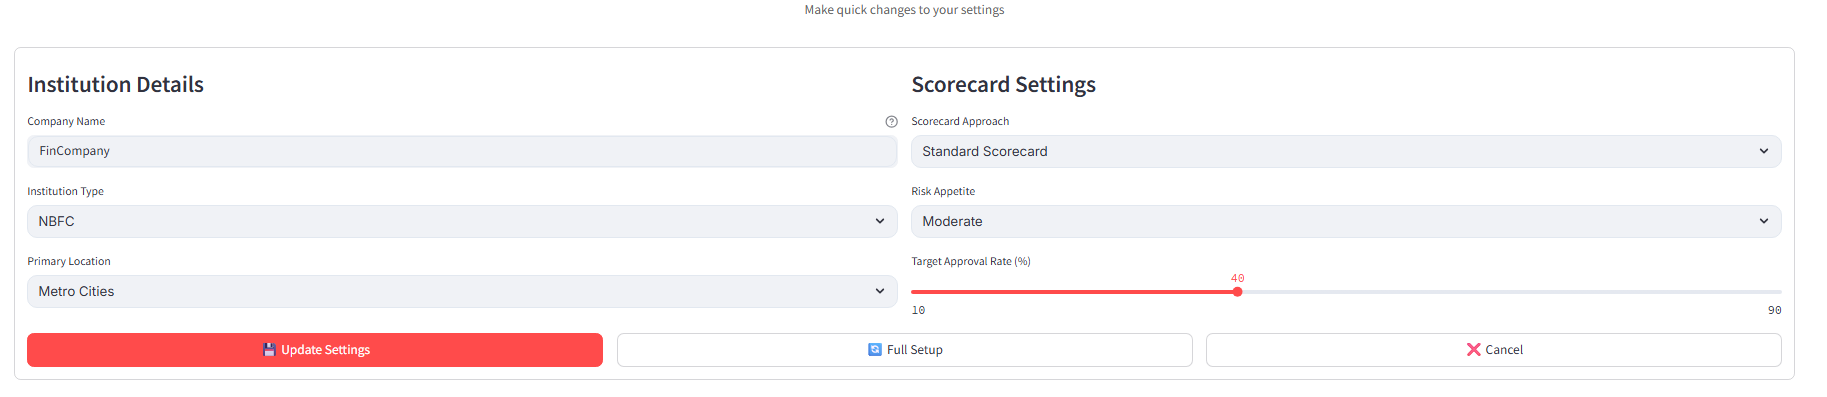 Make quick changes to your settings
Institution Details
Company Name
FinCompany
Institution Type
NBFC
Primary Location
Metro Cities
Scorecard Settings
Scorecard Approach
Standard Scorecard
Risk Appetite
Moderate
Target Approval Rate (%)
40
10 90
Update Settings
Full Setup
Cancel